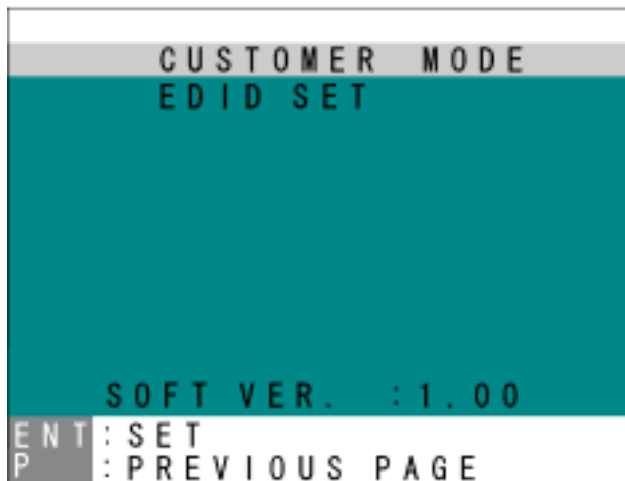 CUSTOMER MODE
EDID SET
SOFT VER. :1.00
ENT:SET
P :PREVIOUS PAGE